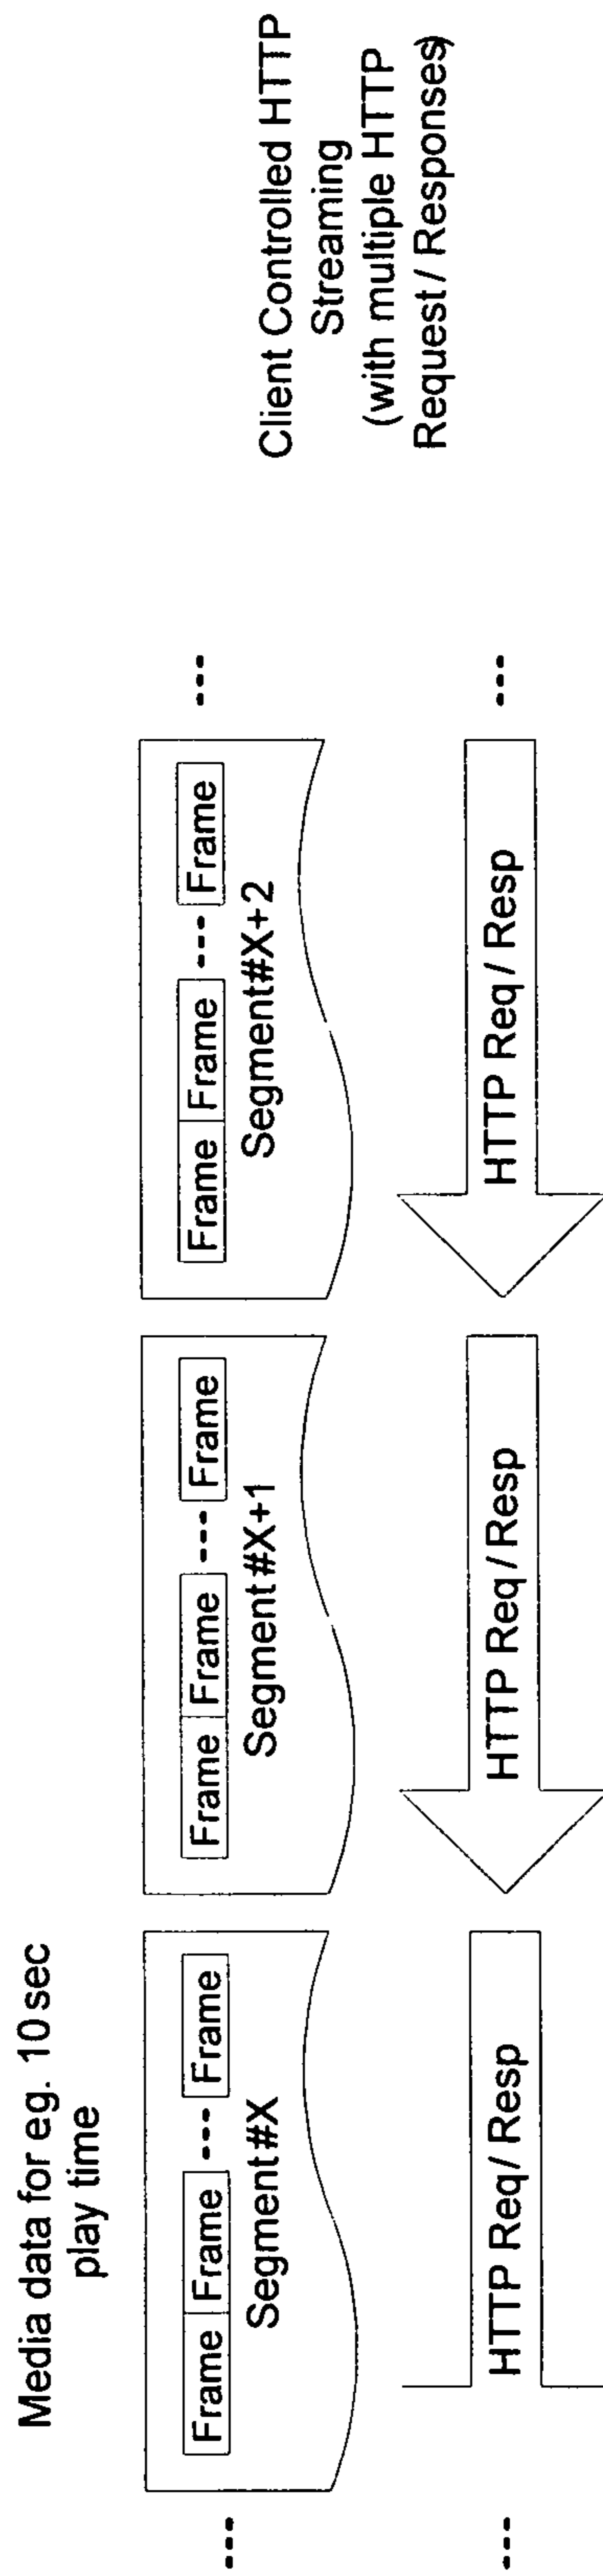 Media data for eg. 10 sec
play time
---
Frame Frame --- Frame
Segment#X
Frame Frame --- Frame
Segment#X+1
Frame Frame --- Frame
Segment#X+2
---
---
HTTP Req/ Resp
HTTP Req / Resp
HTTP Req / Resp
---
Client Controlled HTTP
Streaming
(with multiple HTTP
Request / Responses)